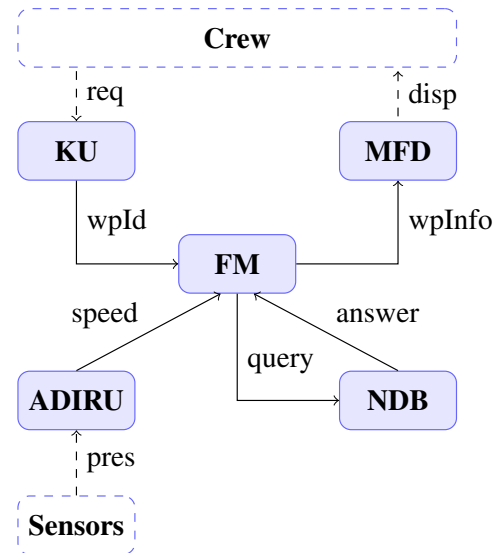 Crew
req
disp
KU
MFD
wpId
wpInfo
FM
speed
answer
query
ADIRU
NDB
pres
Sensors